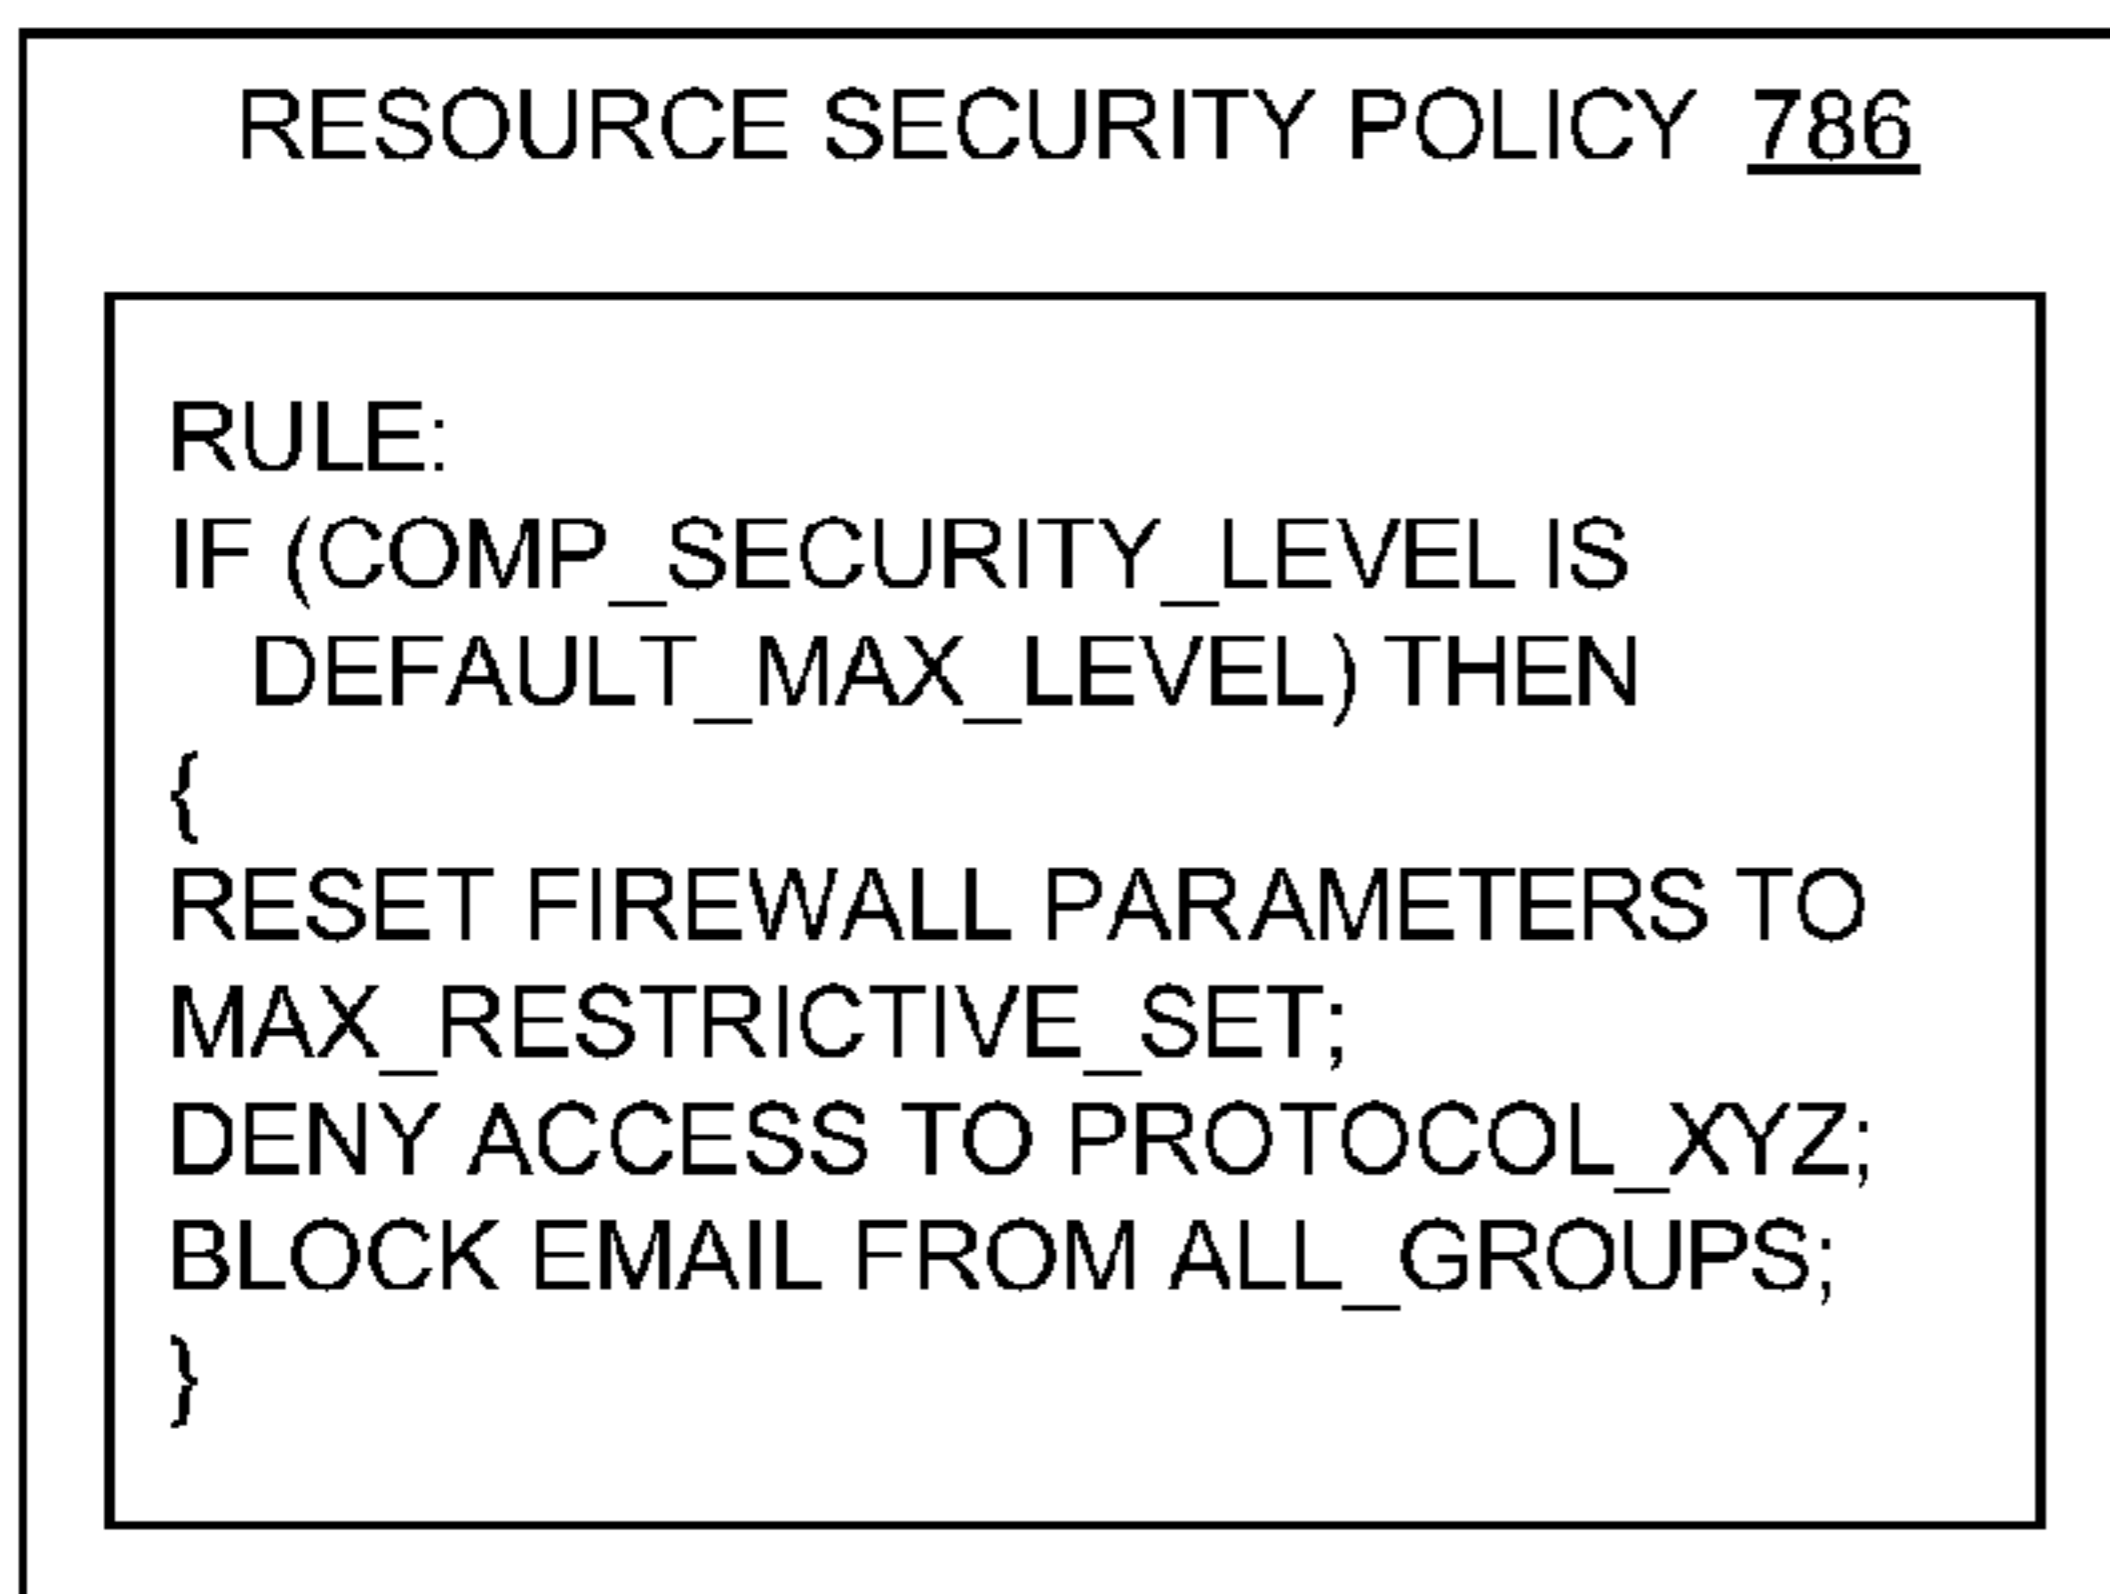 RESOURCE SECURITY POLICY 786
RULE:
IF (COMP_SECURITY_LEVEL IS
DEFAULT_MAX_LEVEL) THEN
{
RESET FIREWALL PARAMETERS TO
MAX_RESTRICTIVE_SET;
DENY ACCESS TO PROTOCOL_XYZ;
BLOCK EMAIL FROM ALL_GROUPS;
}